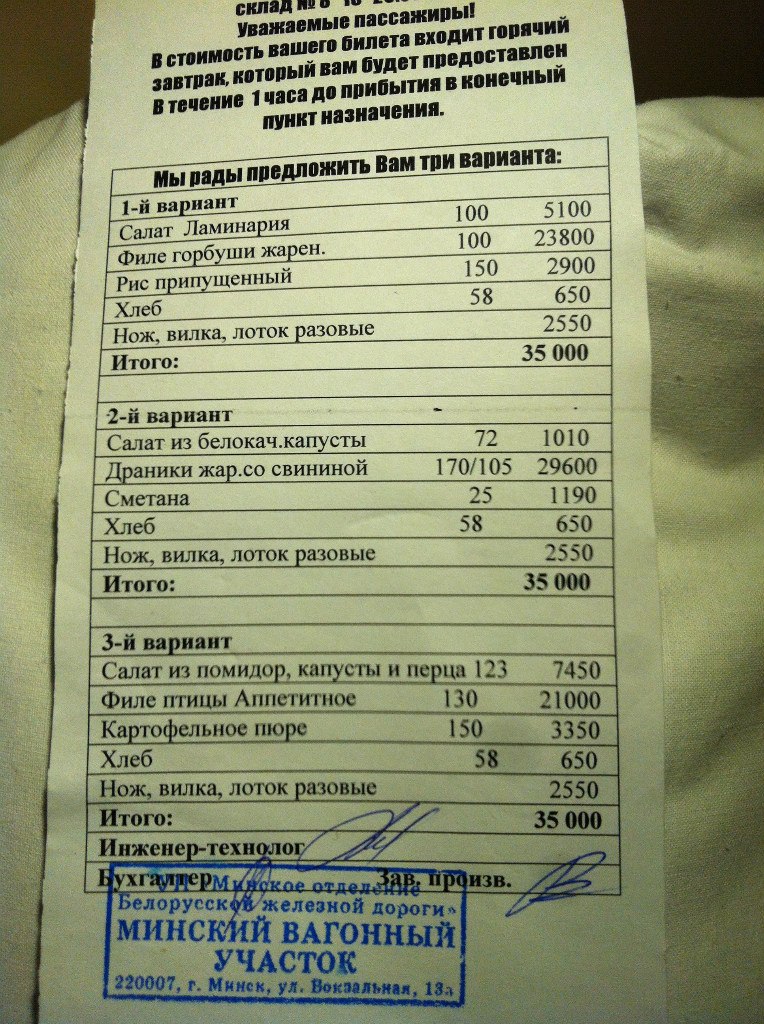 склад № 8
Уважаемые пассажиры!
В стоимость вашего билета входит горячий
завтрак, который вам будет предоставлен
В течение 1 часа до прибытия в конечный
пункт назначения.
Мы рады предложить Вам три варианта:
1-й вариант
Салат Ламинария 100 5100
Филе горбуши жарен. 100 23800
Рис припущенный 150 2900
Хлеб 58 650
Нож, вилка, лоток разовые 2550
Итого: 35 000
2-й вариант
Салат из белокач.капусты 72 1010
Драники жар.со свининой 170/105 29600
Сметана 25 1190
Хлеб 58 650
Нож, вилка, лоток разовые 2550
Итого: 35 000
3-й вариант
Салат из помидор, капусты и перца 123 7450
Филе птицы Аппетитное 130 21000
Картофельное пюре 150 3350
Хлеб 58 650
Нож, вилка, лоток разовые 2550
Итого: 35 000
Инженер-технолог
Бухгалтер Зав. произв.
УП «Минское отделение
Белорусской железной дороги»
МИНСКИЙ ВАГОННЫЙ
УЧАСТОК
220007, г. Минск, ул. Вокзальная, 13а